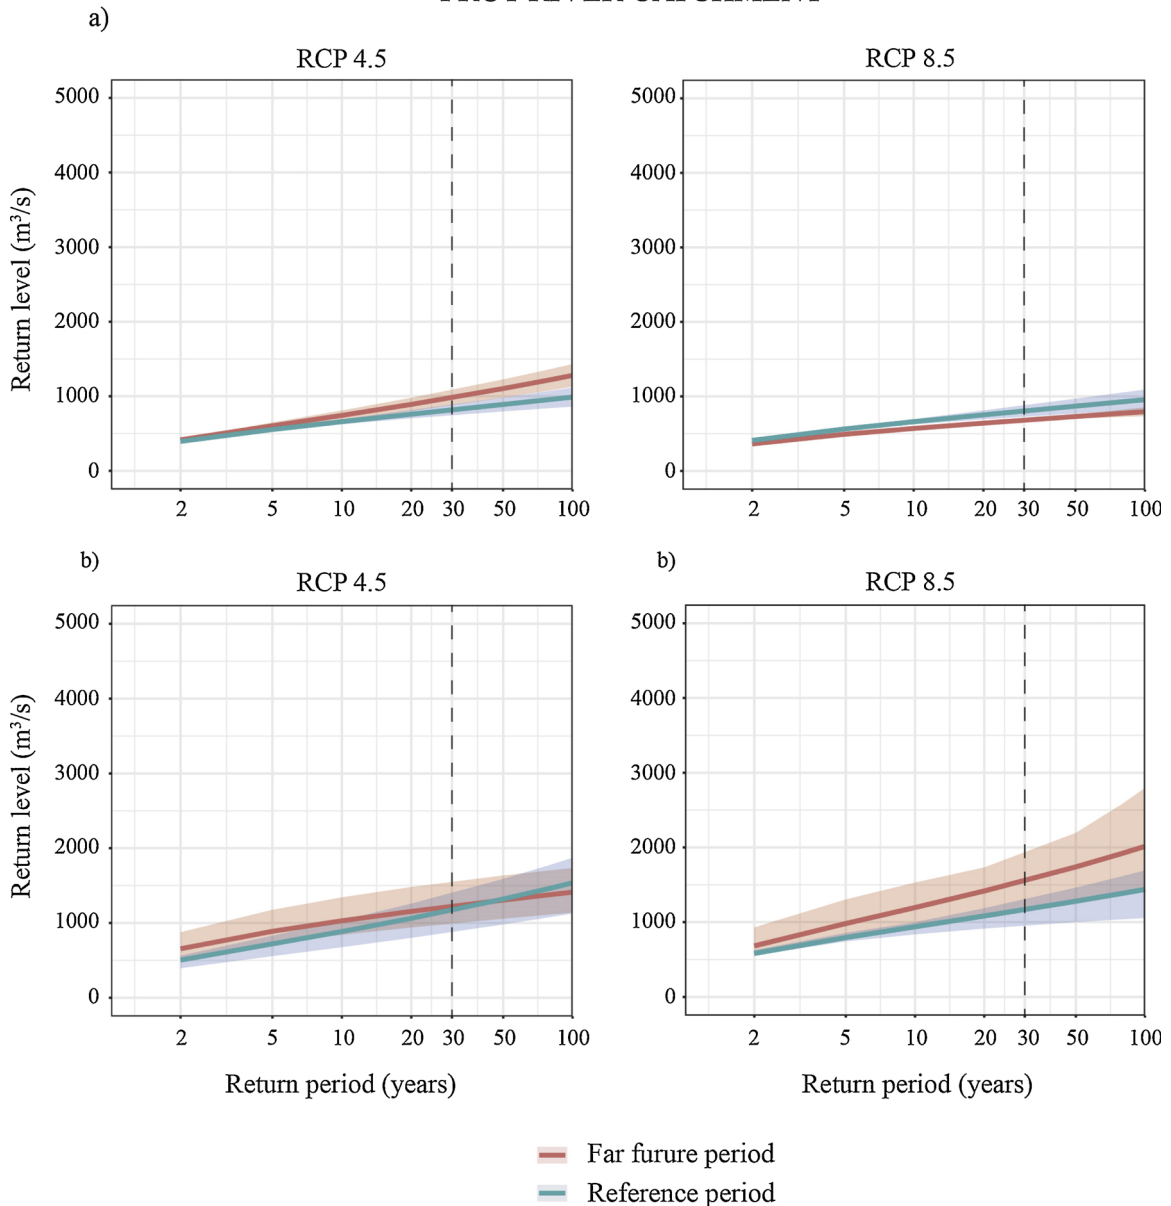 a)
RCP 4.5
RCP 8.5
Return level (m³/s)
5000
4000
3000
2000
1000
0
2 5 10 20 30 50 100
5000
4000
3000
2000
1000
0
2 5 10 20 30 50 100
b)
b)
RCP 4.5
RCP 8.5
Return level (m³/s)
5000
4000
3000
2000
1000
0
2 5 10 20 30 50 100
5000
4000
3000
2000
1000
0
2 5 10 20 30 50 100
Return period (years)
Return period (years)
Far furure period
Reference period